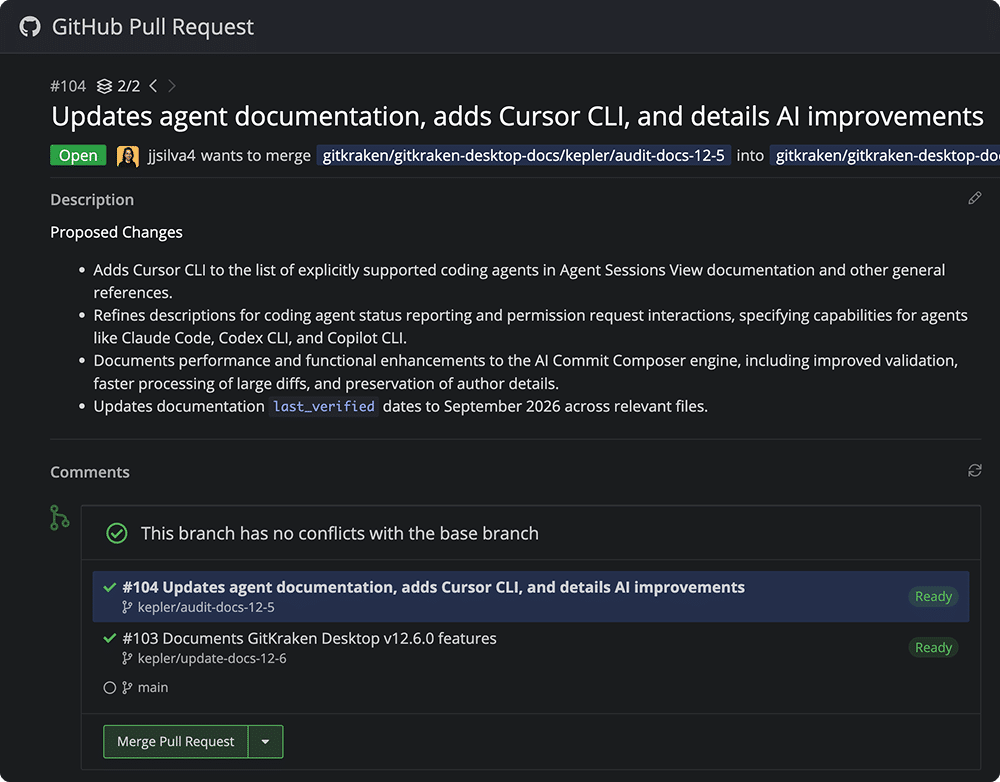 GitHub Pull Request
#104 2/2
Updates agent documentation, adds Cursor CLI, and details AI improvements
Open jjsilva4 wants to merge gitkraken/gitkraken-desktop-docs/kepler/audit-docs-12-5 into gitkraken/gitkraken-desktop-do
Description
Proposed Changes
• Adds Cursor CLI to the list of explicitly supported coding agents in Agent Sessions View documentation and other general
references.
• Refines descriptions for coding agent status reporting and permission request interactions, specifying capabilities for agents
like Claude Code, Codex CLI, and Copilot CLI.
• Documents performance and functional enhancements to the AI Commit Composer engine, including improved validation,
faster processing of large diffs, and preservation of author details.
• Updates documentation last_verified dates to September 2026 across relevant files.
Comments
This branch has no conflicts with the base branch
#104 Updates agent documentation, adds Cursor CLI, and details AI improvements
kepler/audit-docs-12-5
Ready
#103 Documents GitKraken Desktop v12.6.0 features
kepler/update-docs-12-6
Ready
main
Merge Pull Request